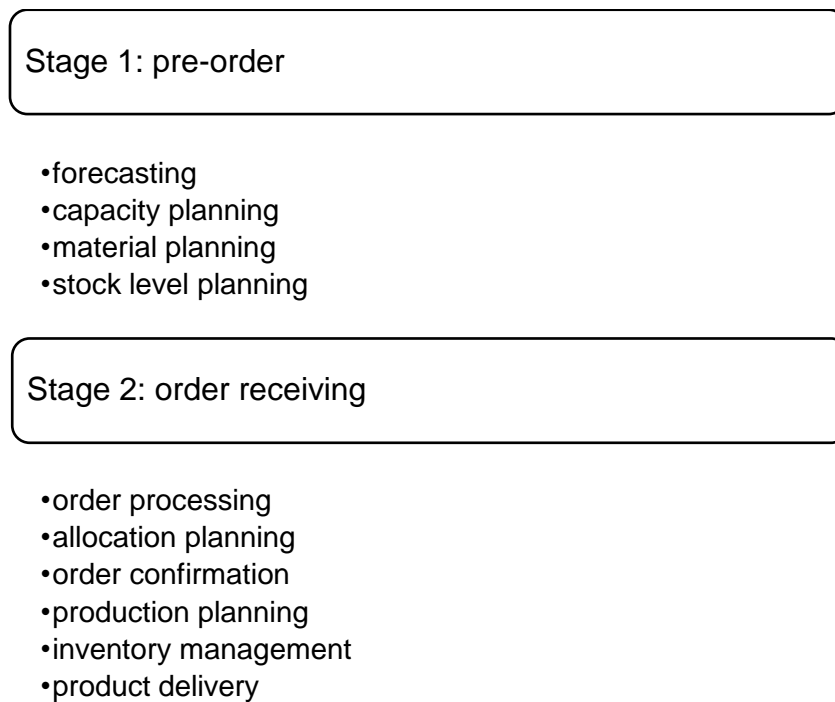 Stage 1: pre-order
•forecasting
•capacity planning
•material planning
•stock level planning
Stage 2: order receiving
•order processing
•allocation planning
•order confirmation
•production planning
•inventory management
•product delivery